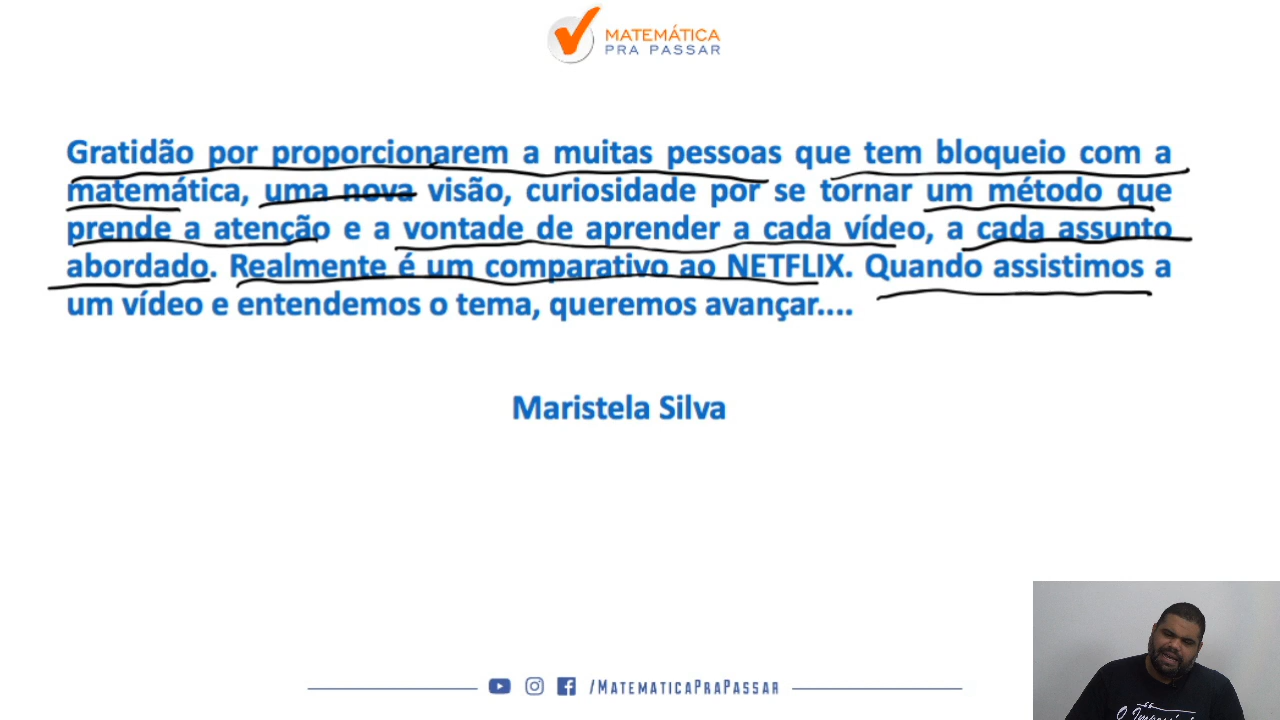 MATEMÁTICA
PRA PASSAR
Gratidão por proporcionarem a muitas pessoas que tem bloqueio com a
matemática, uma nova visão, curiosidade por se tornar um método que
prende a atenção e a vontade de aprender a cada vídeo, a cada assunto
abordado. Realmente é um comparativo ao NETFLIX. Quando assistimos a
um vídeo e entendemos o tema, queremos avançar....
Maristela Silva
/MATEMATICAPRAPASSAR